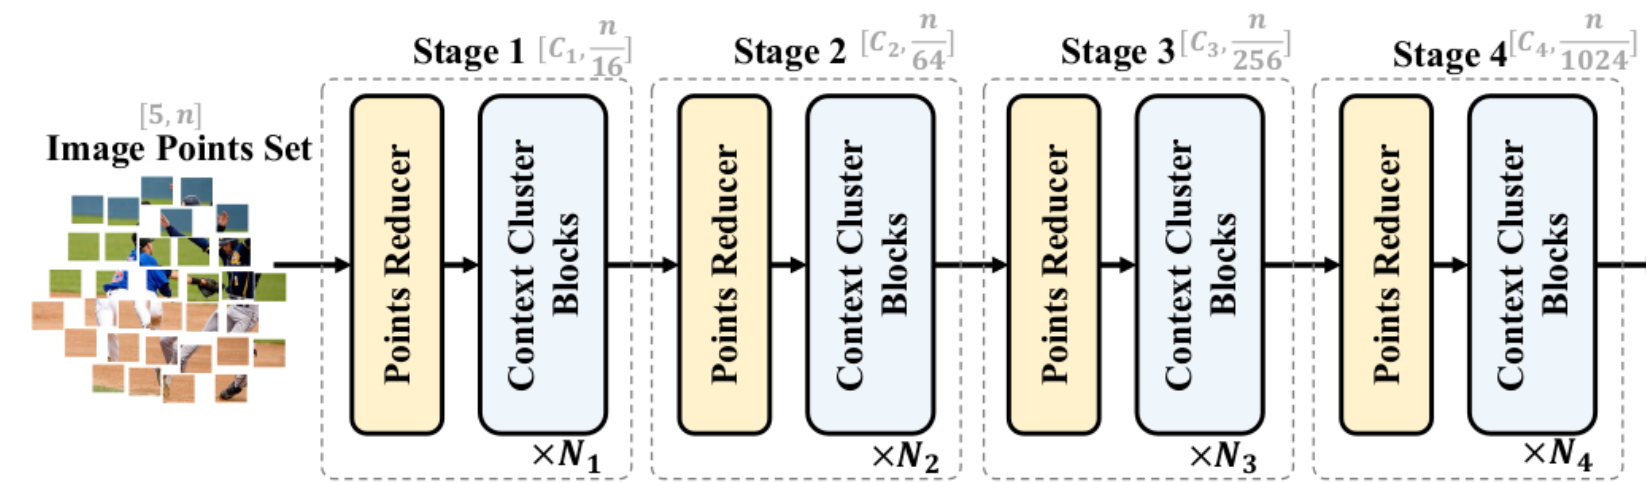 [5, n]
Image Points Set
Stage 1 [C₁, n/16]
Points Reducer
Context Cluster
Blocks
×N₁
Stage 2 [C₂, n/64]
Points Reducer
Context Cluster
Blocks
×N₂
Stage 3 [C₃, n/256]
Points Reducer
Context Cluster
Blocks
×N₃
Stage 4 [C₄, n/1024]
Points Reducer
Context Cluster
Blocks
×N₄